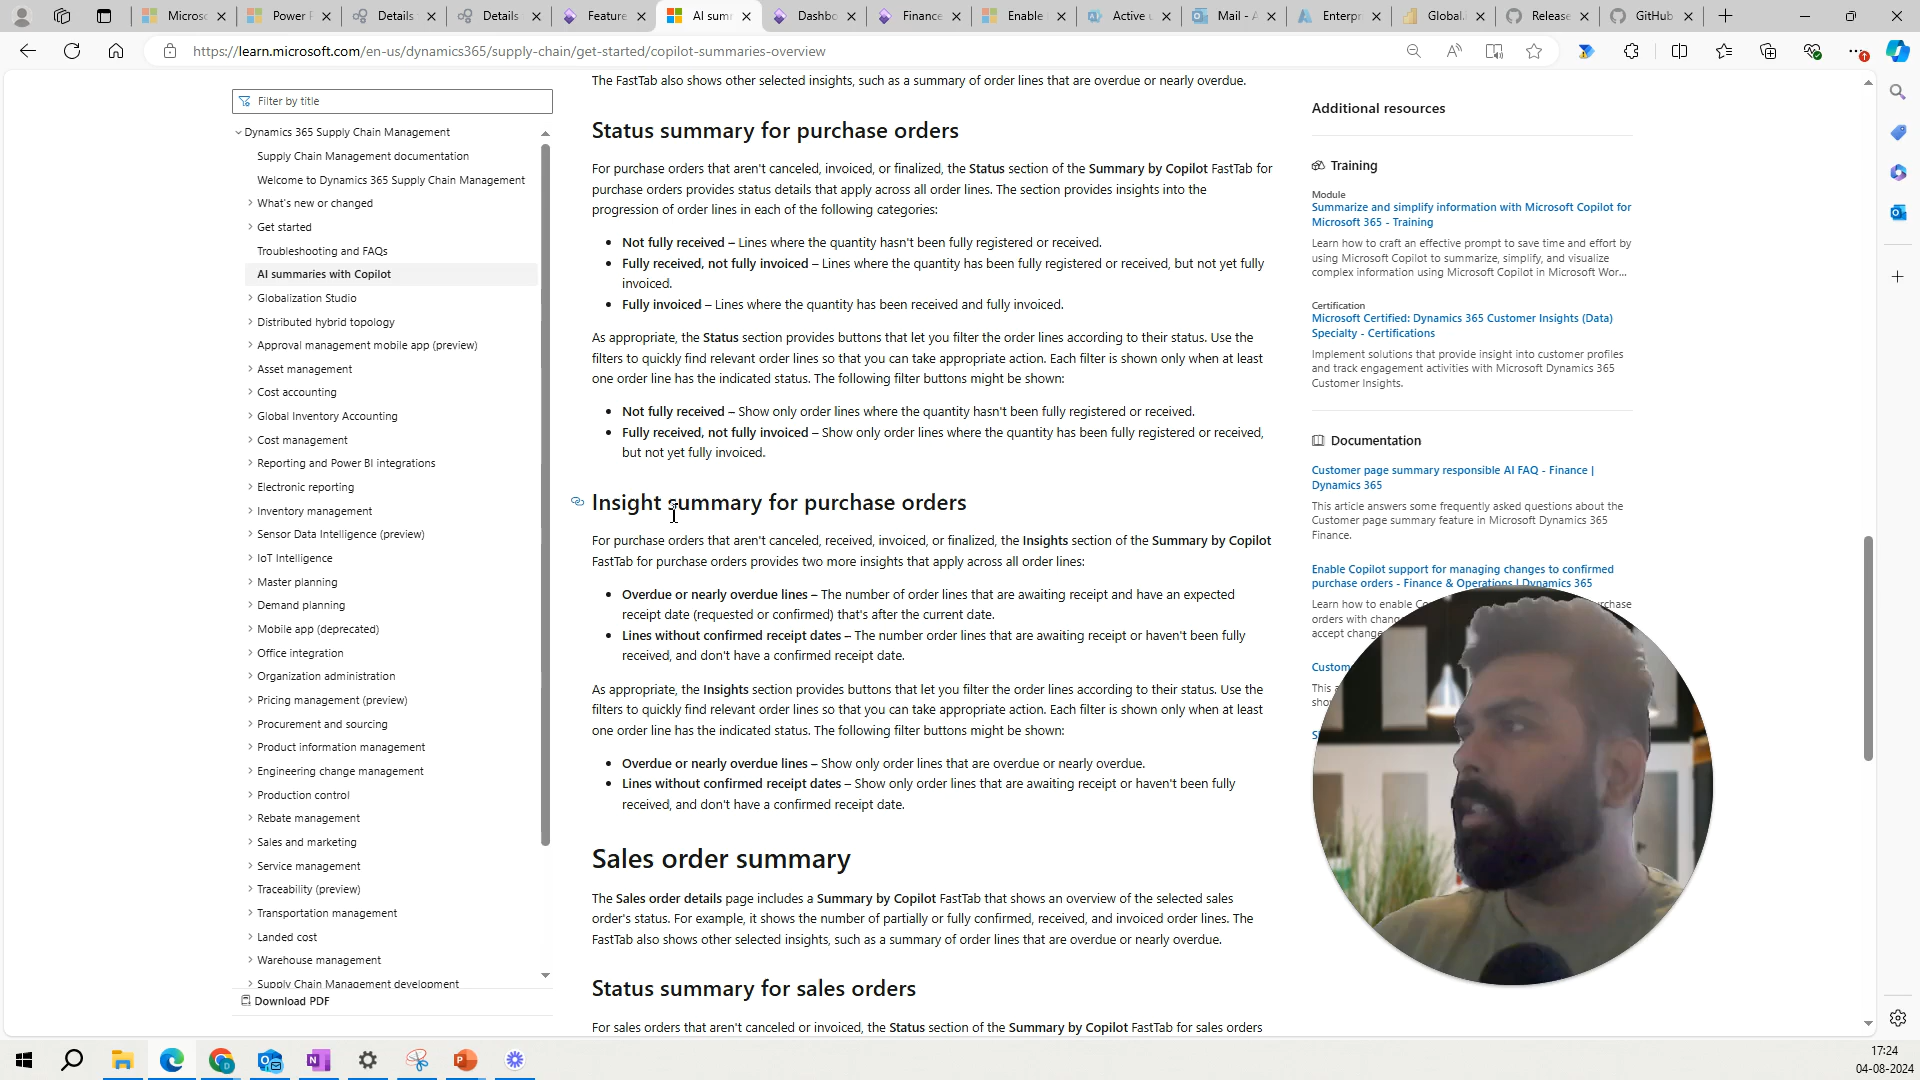 Microsc
Power F
Details
Details
Feature
AI sum
Dashbo
Finance
Enable
Active u
Mail - A
Enterpr
Global.
Release
GitHub
https://learn.microsoft.com/en-us/dynamics365/supply-chain/get-started/copilot-summaries-overview
Filter by title
Dynamics 365 Supply Chain Management
Supply Chain Management documentation
Welcome to Dynamics 365 Supply Chain Management
What's new or changed
Get started
Troubleshooting and FAQs
AI summaries with Copilot
Globalization Studio
Distributed hybrid topology
Approval management mobile app (preview)
Asset management
Cost accounting
Global Inventory Accounting
Cost management
Reporting and Power BI integrations
Electronic reporting
Inventory management
Sensor Data Intelligence (preview)
IoT Intelligence
Master planning
Demand planning
Mobile app (deprecated)
Office integration
Organization administration
Pricing management (preview)
Procurement and sourcing
Product information management
Engineering change management
Production control
Rebate management
Sales and marketing
Service management
Traceability (preview)
Transportation management
Landed cost
Warehouse management
Supply Chain Management development
Download PDF
The FastTab also shows other selected insights, such as a summary of order lines that are overdue or nearly overdue.
Status summary for purchase orders
For purchase orders that aren't canceled, invoiced, or finalized, the Status section of the Summary by Copilot FastTab for
purchase orders provides status details that apply across all order lines. The section provides insights into the
progression of order lines in each of the following categories:
• Not fully received – Lines where the quantity hasn't been fully registered or received.
• Fully received, not fully invoiced – Lines where the quantity has been fully registered or received, but not yet fully
invoiced.
• Fully invoiced – Lines where the quantity has been received and fully invoiced.
As appropriate, the Status section provides buttons that let you filter the order lines according to their status. Use the
filters to quickly find relevant order lines so that you can take appropriate action. Each filter is shown only when at least
one order line has the indicated status. The following filter buttons might be shown:
• Not fully received – Show only order lines where the quantity hasn't been fully registered or received.
• Fully received, not fully invoiced – Show only order lines where the quantity has been fully registered or received,
but not yet fully invoiced.
Insight summary for purchase orders
For purchase orders that aren't canceled, received, invoiced, or finalized, the Insights section of the Summary by Copilot
FastTab for purchase orders provides two more insights that apply across all order lines:
• Overdue or nearly overdue lines – The number of order lines that are awaiting receipt and have an expected
receipt date (requested or confirmed) that's after the current date.
• Lines without confirmed receipt dates – The number order lines that are awaiting receipt or haven't been fully
received, and don't have a confirmed receipt date.
As appropriate, the Insights section provides buttons that let you filter the order lines according to their status. Use the
filters to quickly find relevant order lines so that you can take appropriate action. Each filter is shown only when at least
one order line has the indicated status. The following filter buttons might be shown:
• Overdue or nearly overdue lines – Show only order lines that are overdue or nearly overdue.
• Lines without confirmed receipt dates – Show only order lines that are awaiting receipt or haven't been fully
received, and don't have a confirmed receipt date.
Sales order summary
The Sales order details page includes a Summary by Copilot FastTab that shows an overview of the selected sales
order's status. For example, it shows the number of partially or fully confirmed, received, and invoiced order lines. The
FastTab also shows other selected insights, such as a summary of order lines that are overdue or nearly overdue.
Status summary for sales orders
For sales orders that aren't canceled or invoiced, the Status section of the Summary by Copilot FastTab for sales orders
Additional resources
Training
Module
Summarize and simplify information with Microsoft Copilot for
Microsoft 365 - Training
Learn how to craft an effective prompt to save time and effort by
using Microsoft Copilot to summarize, simplify, and visualize
complex information using Microsoft Copilot in Microsoft Wor...
Certification
Microsoft Certified: Dynamics 365 Customer Insights (Data)
Specialty - Certifications
Implement solutions that provide insight into customer profiles
and track engagement activities with Microsoft Dynamics 365
Customer Insights.
Documentation
Customer page summary responsible AI FAQ - Finance |
Dynamics 365
This article answers some frequently asked questions about the
Customer page summary feature in Microsoft Dynamics 365
Finance.
Enable Copilot support for managing changes to confirmed
purchase orders - Finance & Operations | Dynamics 365
Learn how to enable Co rchase
orders with chang
accept change
Custom
This a
sho
17:24
04-08-2024